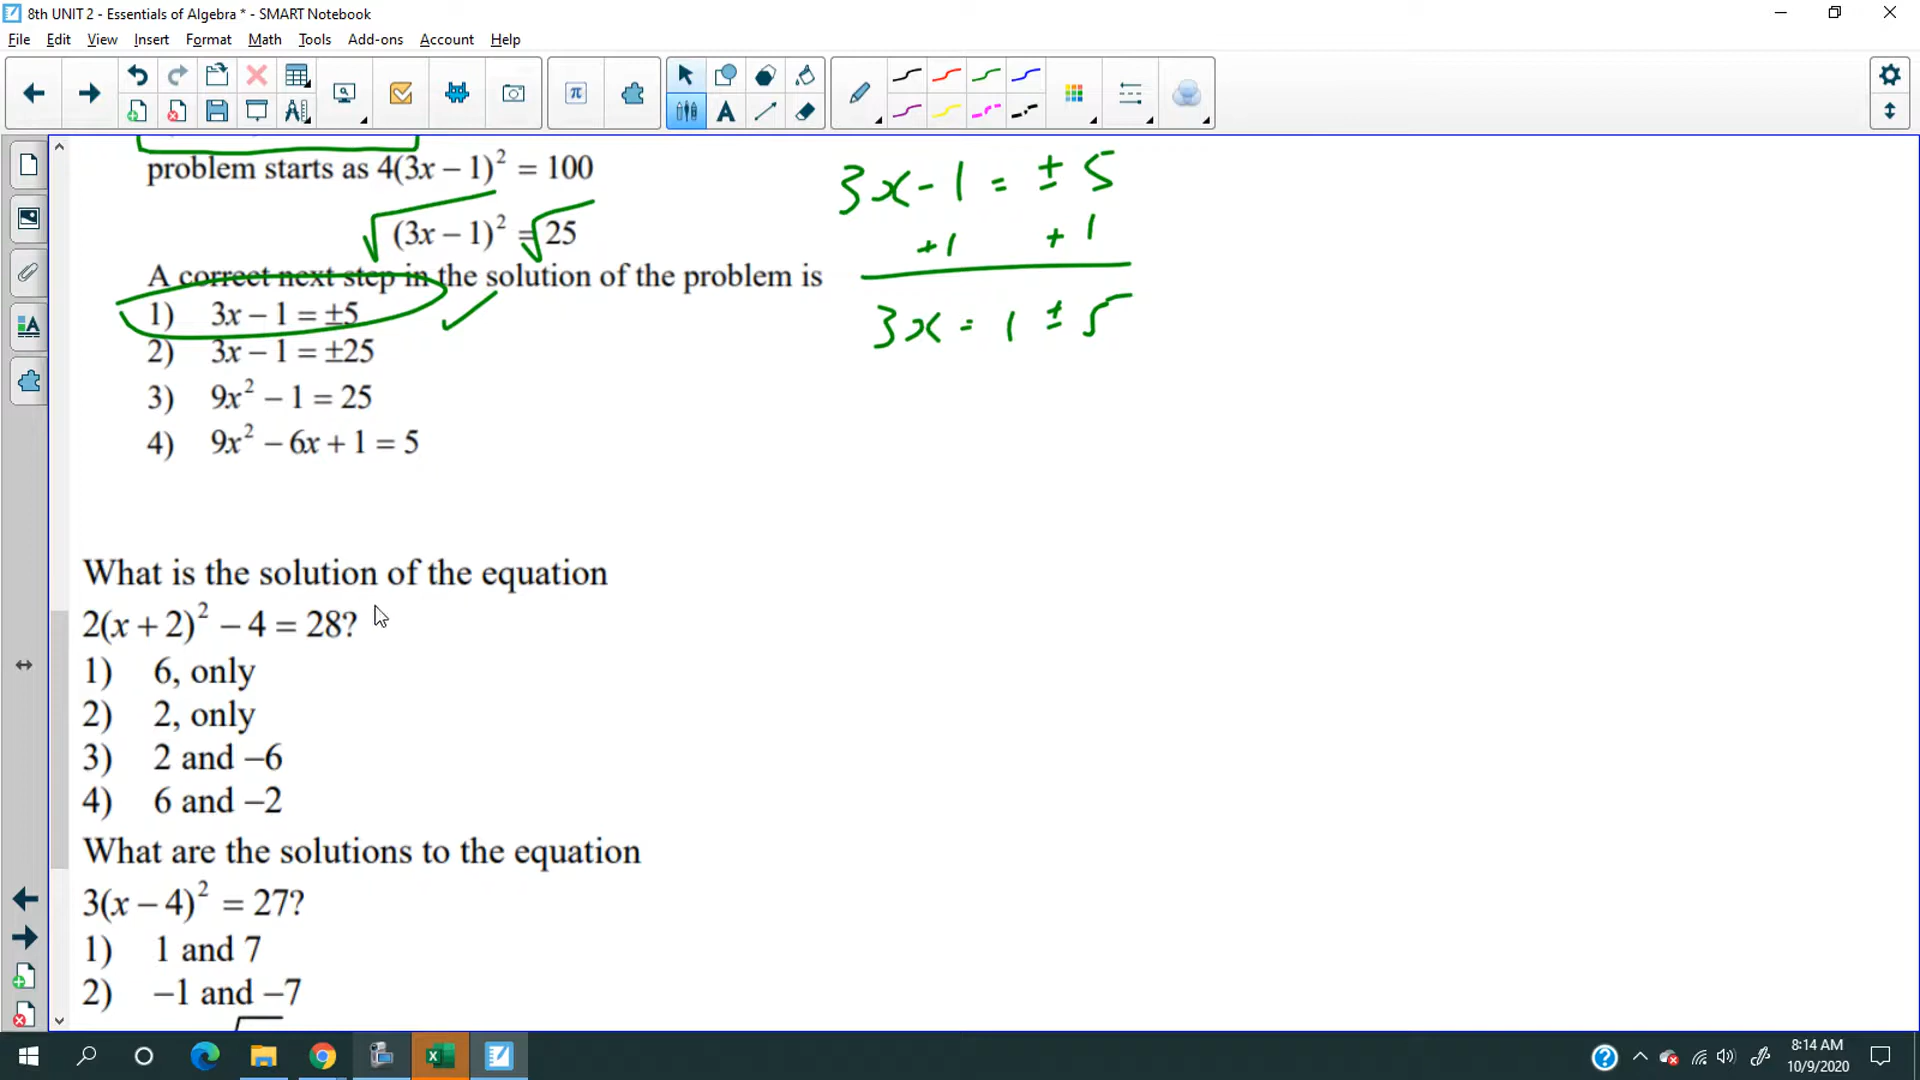 8th UNIT 2 - Essentials of Algebra * - SMART Notebook
File Edit View Insert Format Math Tools Add-ons Account Help
problem starts as 4(3x − 1)² = 100
√(3x − 1)² = √25
A correct next step in the solution of the problem is
1) 3x − 1 = ±5 ✓
2) 3x − 1 = ±25
3) 9x² − 1 = 25
4) 9x² − 6x + 1 = 5
3x - 1 = ± 5
+1 +1
3x = 1 ± 5
What is the solution of the equation
2(x + 2)² − 4 = 28?
1) 6, only
2) 2, only
3) 2 and −6
4) 6 and −2
What are the solutions to the equation
3(x − 4)² = 27?
1) 1 and 7
2) −1 and −7
8:14 AM
10/9/2020